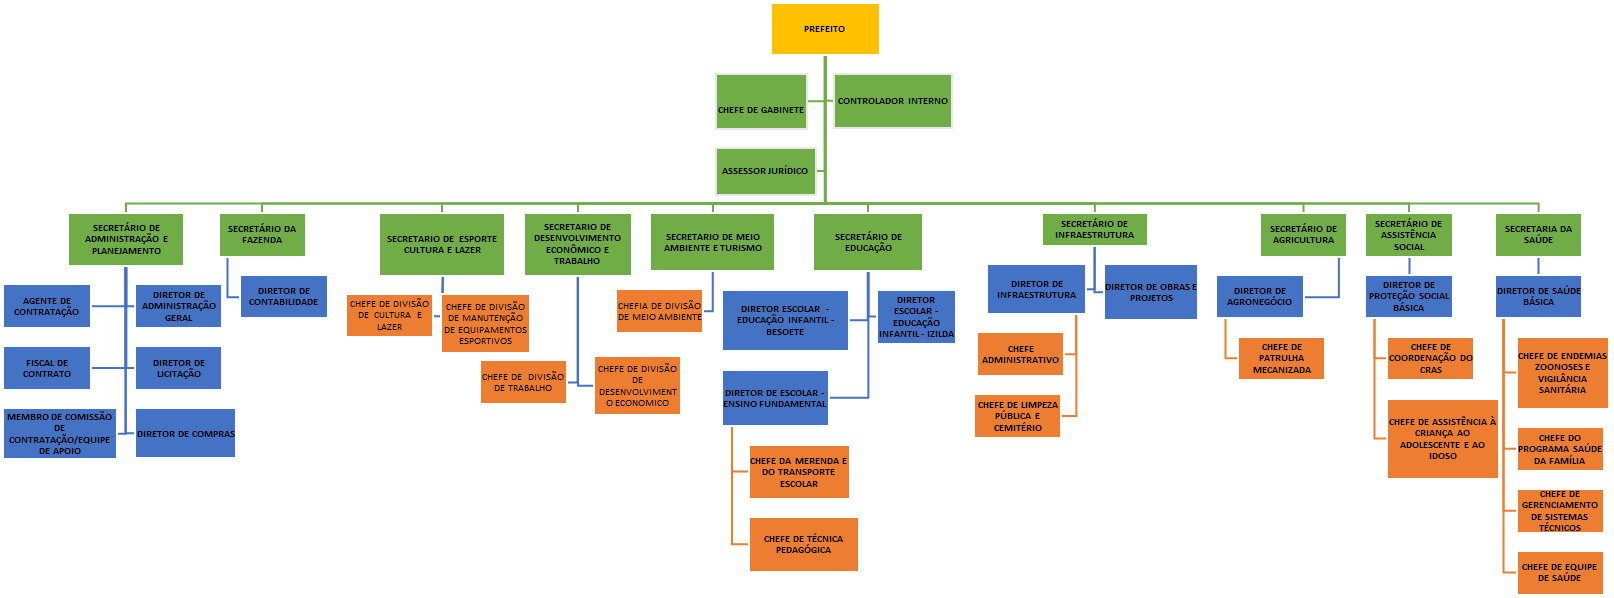 PREFEITO
CHEFE DE GABINETE
CONTROLADOR INTERNO
ASSESSOR JURÍDICO
SECRETÁRIO DE
ADMINISTRAÇÃO E
PLANEJAMENTO
SECRETÁRIO DA
FAZENDA
SECRETARIO DE ESPORTE
CULTURA E LAZER
SECRETARIO DE
DESENVOLVIMENTO
ECONÔMICO E
TRABALHO
SECRETARIO DE MEIO
AMBIENTE E TURISMO
SECRETÁRIO DE
EDUCAÇÃO
SECRETÁRIO DE
INFRAESTRUTURA
SECRETÁRIO DE
AGRICULTURA
SECRETÁRIO DE
ASSISTÊNCIA
SOCIAL
SECRETARIA DA
SAÚDE
AGENTE DE
CONTRATAÇÃO
DIRETOR DE
ADMINISTRAÇÃO
GERAL
FISCAL DE
CONTRATO
DIRETOR DE
LICITAÇÃO
MEMBRO DE COMISSÃO
DE
CONTRATAÇÃO/EQUIPE
DE APOIO
DIRETOR DE COMPRAS
DIRETOR DE
CONTABILIDADE
CHEFE DE DIVISÃO
DE CULTURA E
LAZER
CHEFE DE DIVISÃO
DE MANUTENÇÃO
DE EQUIPAMENTOS
ESPORTIVOS
CHEFE DE DIVISÃO
DE TRABALHO
CHEFE DE DIVISÃO
DE
DESENVOLVIMENT
O ECONOMICO
CHEFIA DE DIVISÃO
DE MEIO AMBIENTE
DIRETOR ESCOLAR -
EDUCAÇÃO INFANTIL -
BESOETE
DIRETOR
ESCOLAR -
EDUCAÇÃO
INFANTIL - IZILDA
DIRETOR DE ESCOLAR -
ENSINO FUNDAMENTAL
CHEFE DA MERENDA E
DO TRANSPORTE
ESCOLAR
CHEFE DE TÉCNICA
PEDAGÓGICA
DIRETOR DE
INFRAESTRUTURA
DIRETOR DE OBRAS E
PROJETOS
CHEFE
ADMINISTRATIVO
CHEFE DE LIMPEZA
PÚBLICA E
CEMITÉRIO
DIRETOR DE
AGRONEGÓCIO
CHEFE DE
PATRULHA
MECANIZADA
DIRETOR DE
PROTEÇÃO SOCIAL
BÁSICA
CHEFE DE
COORDENAÇÃO DO
CRAS
CHEFE DE ASSISTÊNCIA À
CRIANÇA AO
ADOLESCENTE E AO
IDOSO
DIRETOR DE SAÚDE
BÁSICA
CHEFE DE ENDEMIAS
ZOONOSES E
VIGILÂNCIA
SANITÁRIA
CHEFE DO
PROGRAMA SAÚDE
DA FAMÍLIA
CHEFE DE
GERENCIAMENTO
DE SISTEMAS
TÉCNICOS
CHEFE DE EQUIPE
DE SAÚDE